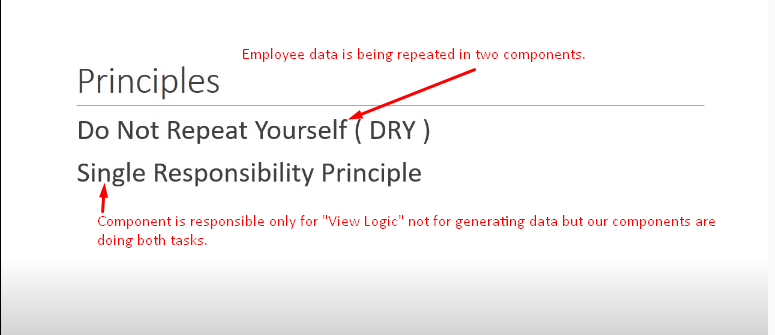 Employee data is being repeated in two components.
Principles
Do Not Repeat Yourself ( DRY )
Single Responsibility Principle
Component is responsible only for "View Logic" not for generating data but our components are
doing both tasks.